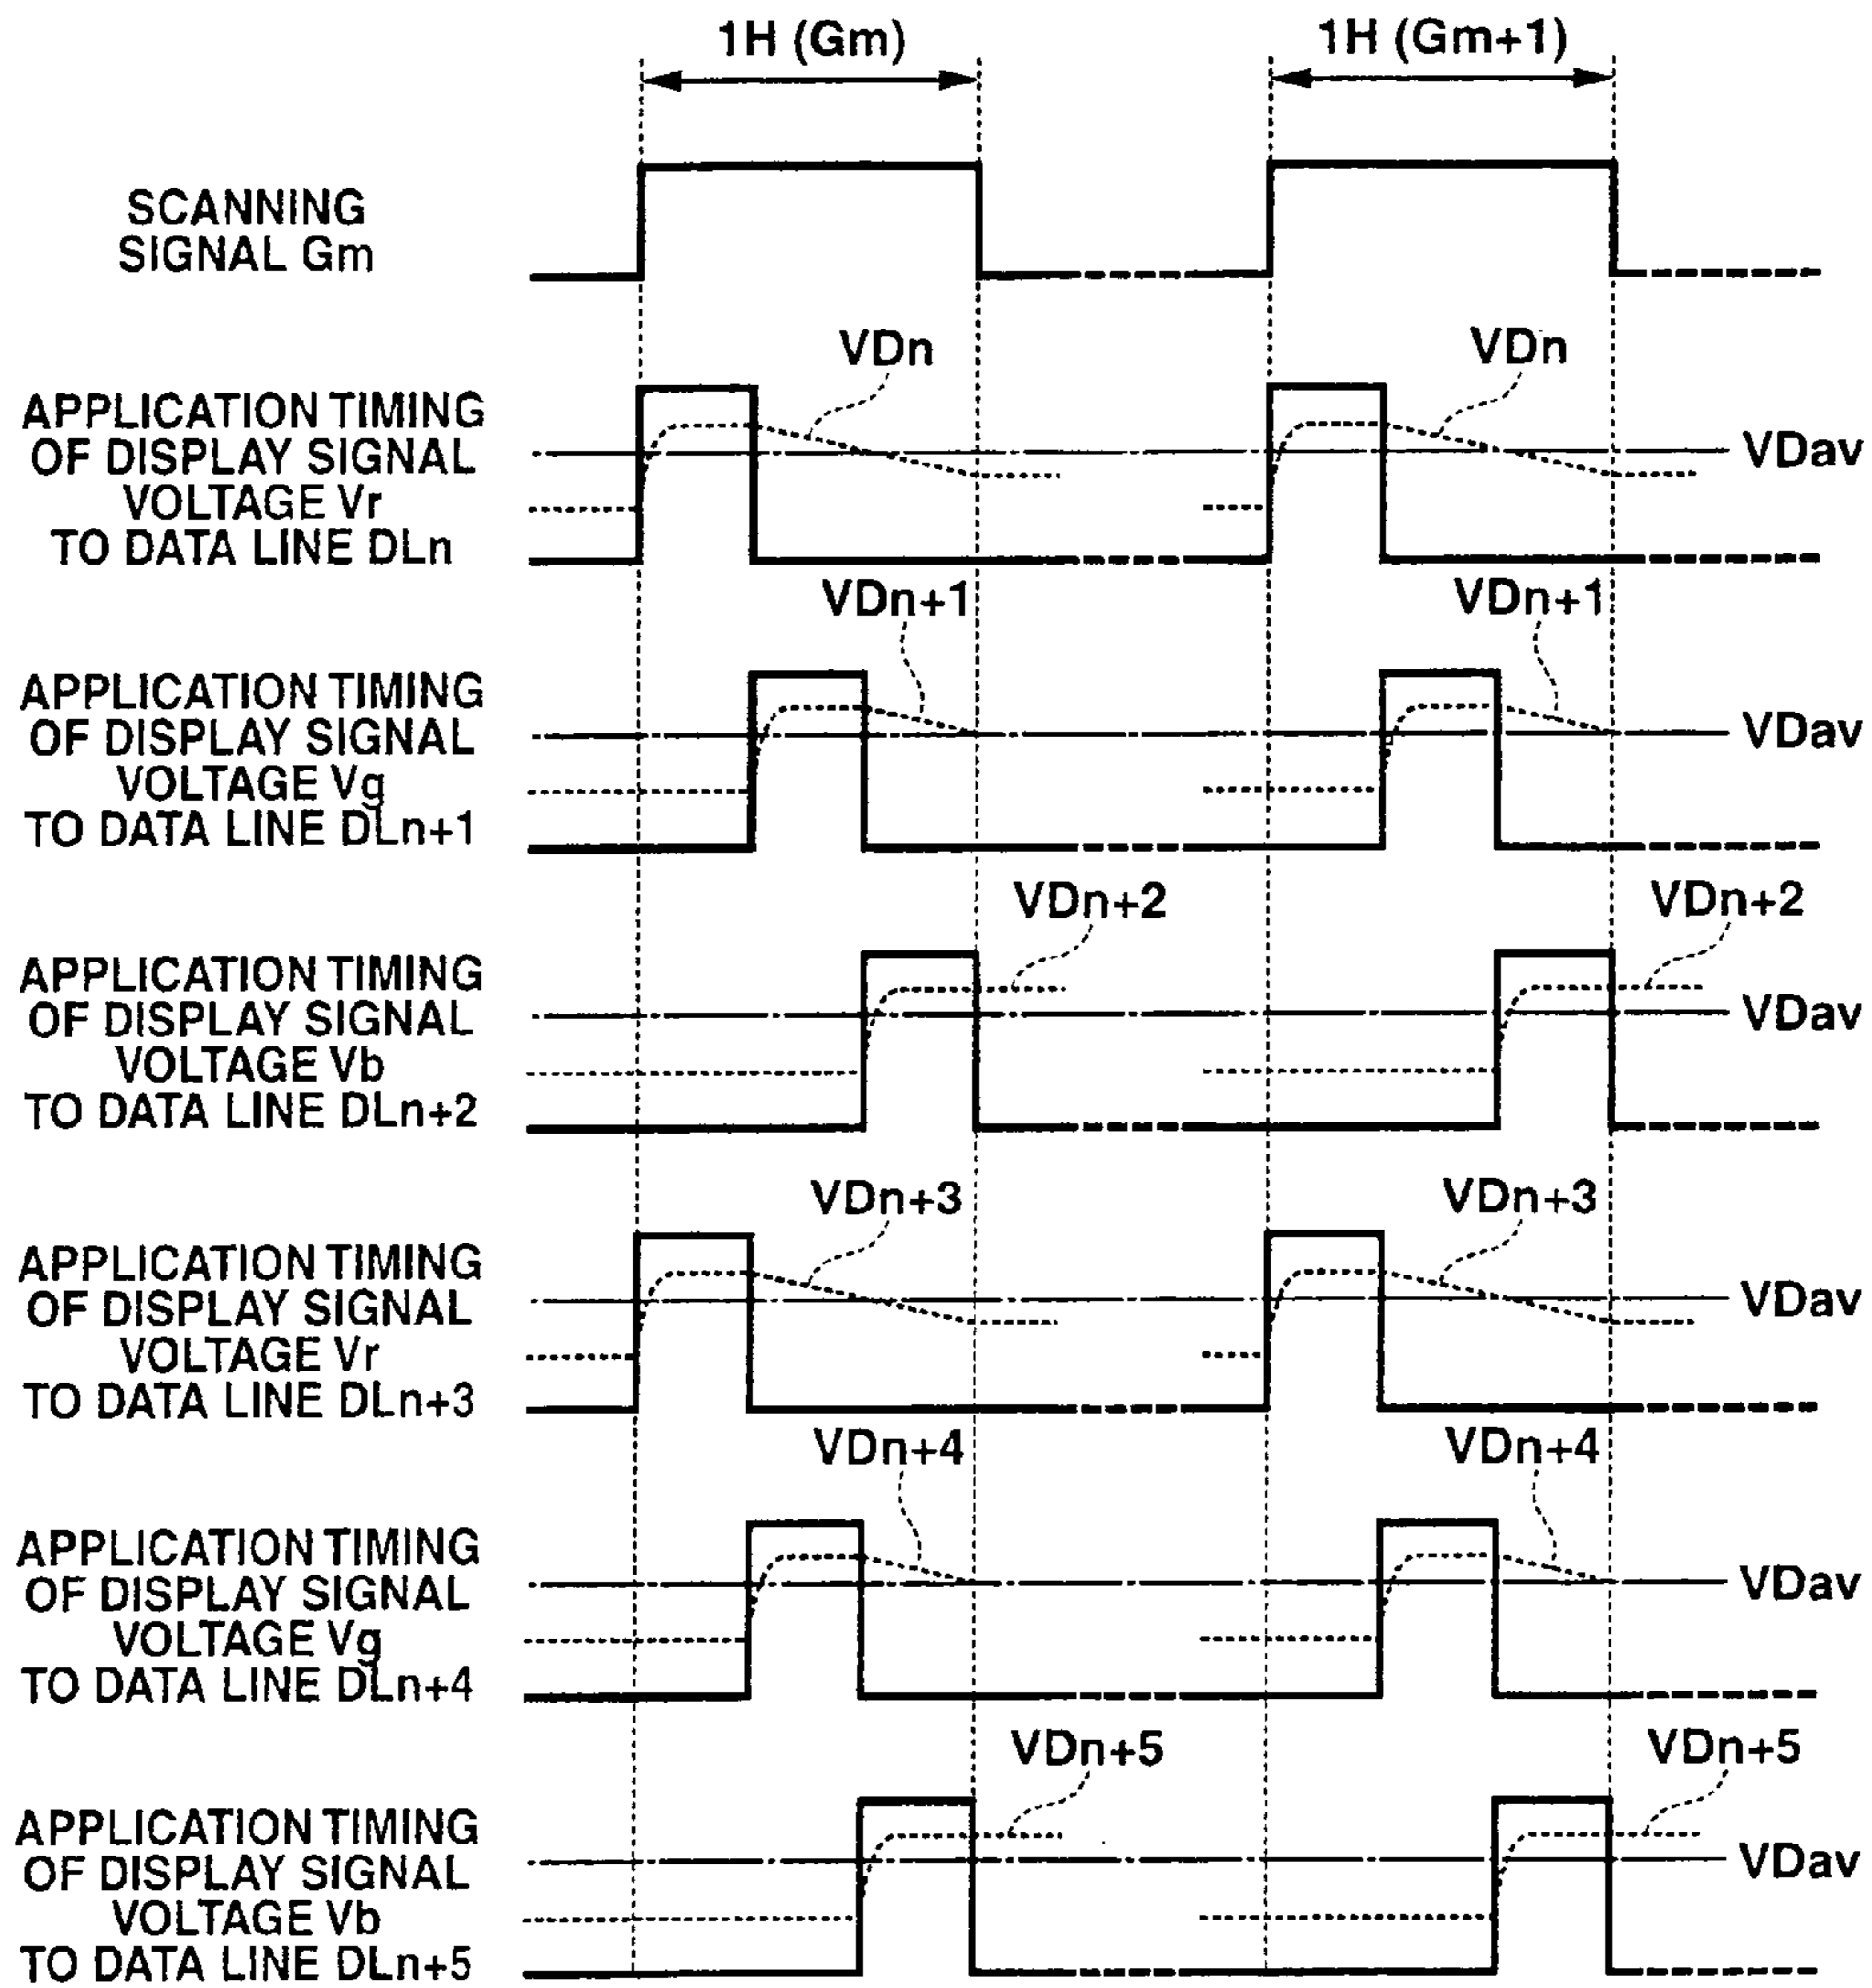 1H (Gm)
1H (Gm+1)
SCANNING
SIGNAL Gm
VDn
VDn
APPLICATION TIMING
OF DISPLAY SIGNAL
VOLTAGE Vr
TO DATA LINE DLn
VDav
VDn+1
VDn+1
APPLICATION TIMING
OF DISPLAY SIGNAL
VOLTAGE Vg
TO DATA LINE DLn+1
VDav
VDn+2
VDn+2
APPLICATION TIMING
OF DISPLAY SIGNAL
VOLTAGE Vb
TO DATA LINE DLn+2
VDav
VDn+3
VDn+3
APPLICATION TIMING
OF DISPLAY SIGNAL
VOLTAGE Vr
TO DATA LINE DLn+3
VDav
VDn+4
VDn+4
APPLICATION TIMING
OF DISPLAY SIGNAL
VOLTAGE Vg
TO DATA LINE DLn+4
VDav
VDn+5
VDn+5
APPLICATION TIMING
OF DISPLAY SIGNAL
VOLTAGE Vb
TO DATA LINE DLn+5
VDav